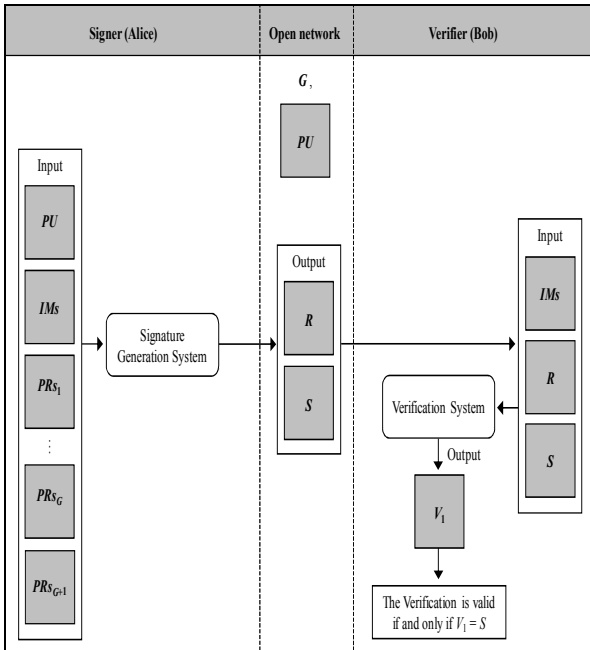 Signer (Alice)
Open network
Verifier (Bob)
G,
PU
Input
PU
IMs
PRs1
⋮
PRsG
PRsG+1
Signature
Generation System
Output
R
S
Input
IMs
R
S
Verification System
Output
V1
The Verification is valid
if and only if V1 = S